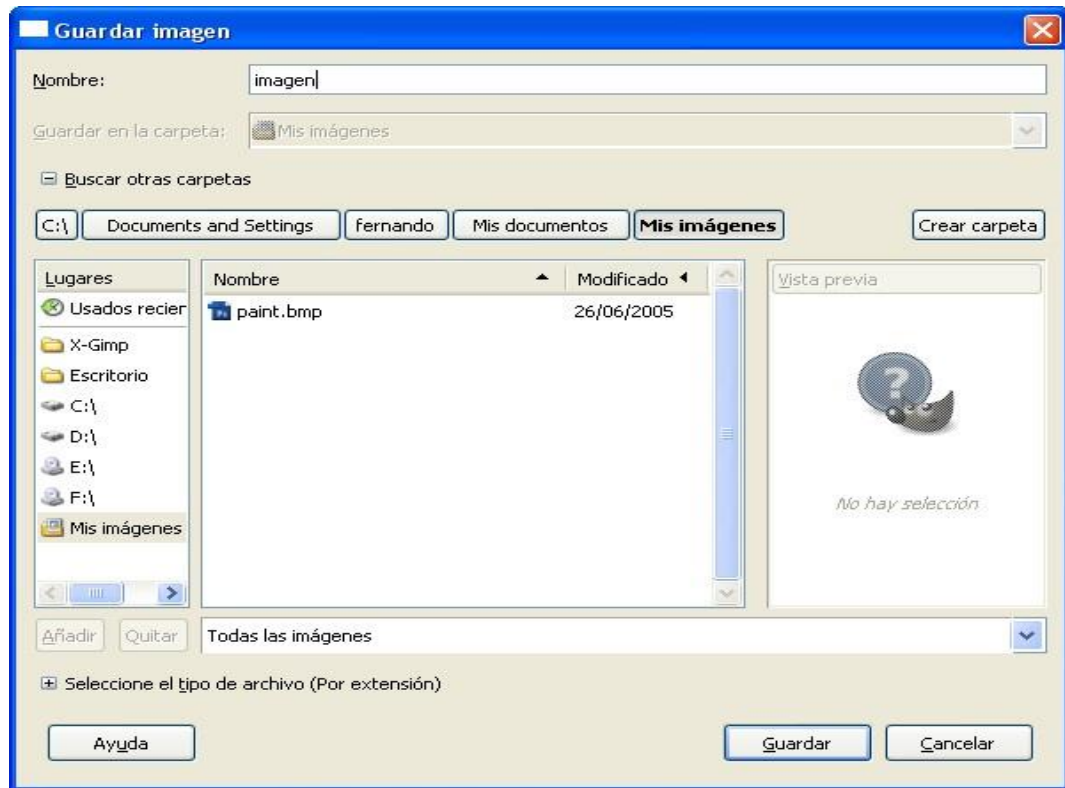 Guardar imagen
Nombre: imagen
Guardar en la carpeta: Mis imágenes
Buscar otras carpetas
C:\ Documents and Settings fernando Mis documentos Mis imágenes Crear carpeta
Lugares Nombre Modificado Vista previa
Usados recien paint.bmp 26/06/2005
X-Gimp
Escritorio
C:\
D:\
E:\
F:\
No hay selección
Mis imágenes
Añadir Quitar Todas las imágenes
Seleccione el tipo de archivo (Por extensión)
Ayuda Guardar Cancelar